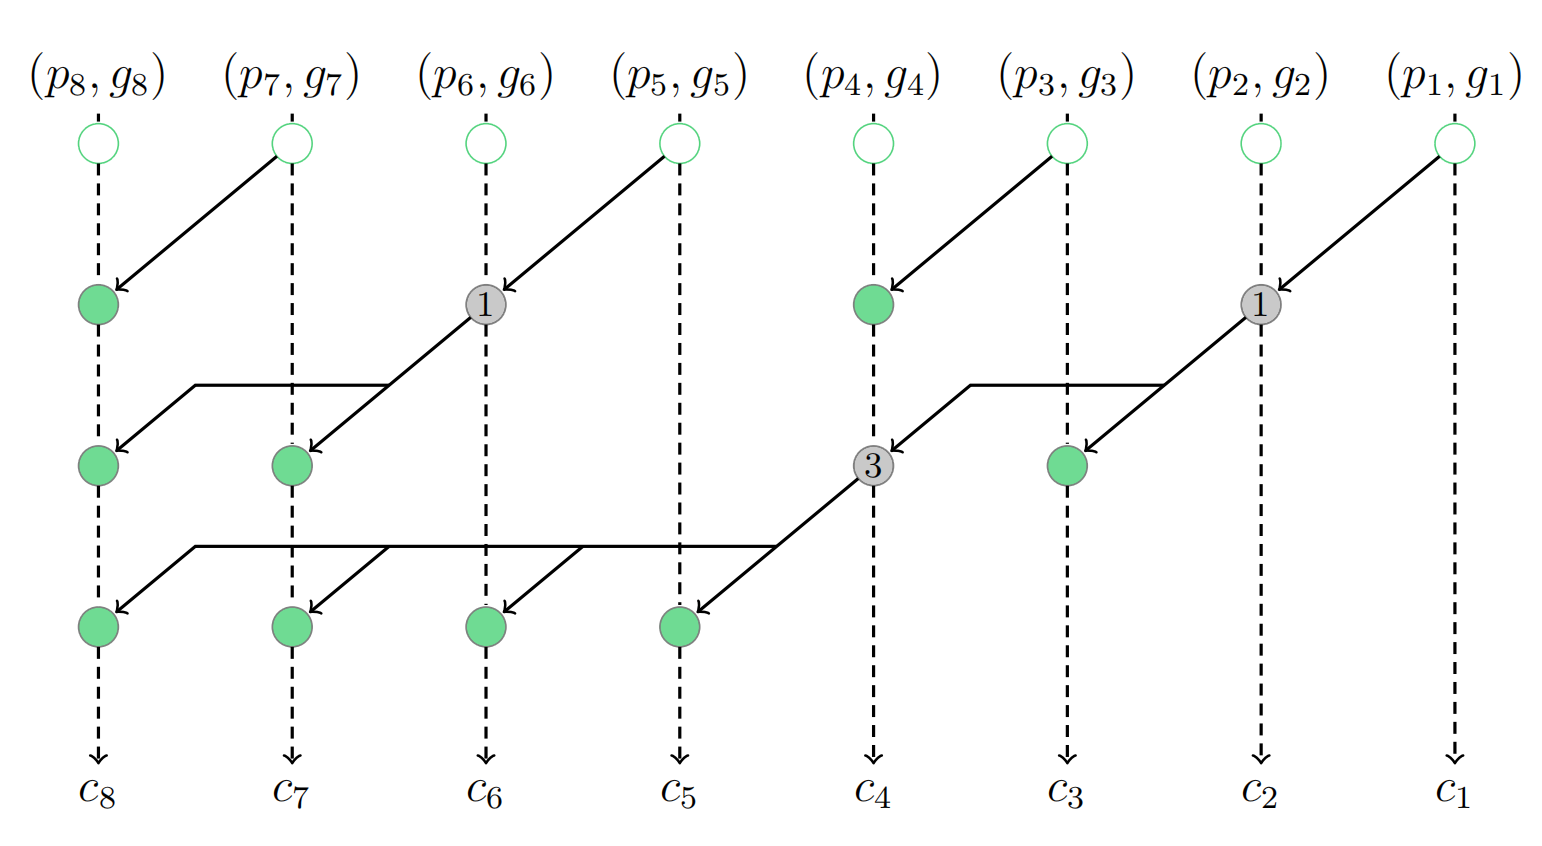 (p₈, g₈) (p₇, g₇) (p₆, g₆) (p₅, g₅) (p₄, g₄) (p₃, g₃) (p₂, g₂) (p₁, g₁)
1 1
3
c₈ c₇ c₆ c₅ c₄ c₃ c₂ c₁